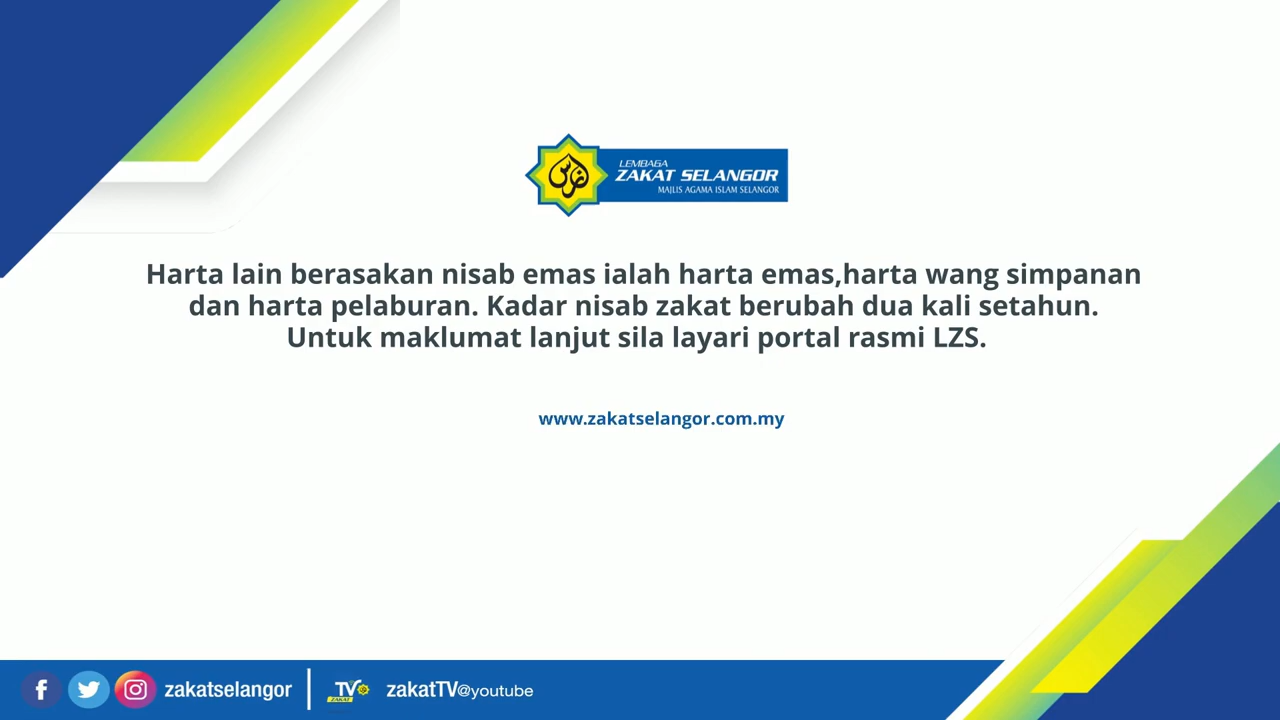 LEMBAGA
ZAKAT SELANGOR
MAJLIS AGAMA ISLAM SELANGOR
Harta lain berasakan nisab emas ialah harta emas,harta wang simpanan
dan harta pelaburan. Kadar nisab zakat berubah dua kali setahun.
Untuk maklumat lanjut sila layari portal rasmi LZS.
www.zakatselangor.com.my
zakatselangor
TV
ZAKAT
zakatTV@youtube